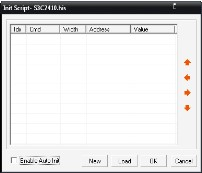 Init Script- S3C2410.his
Idx Cmd Width Address Value
Enable Auto Init New Load OK Cancel